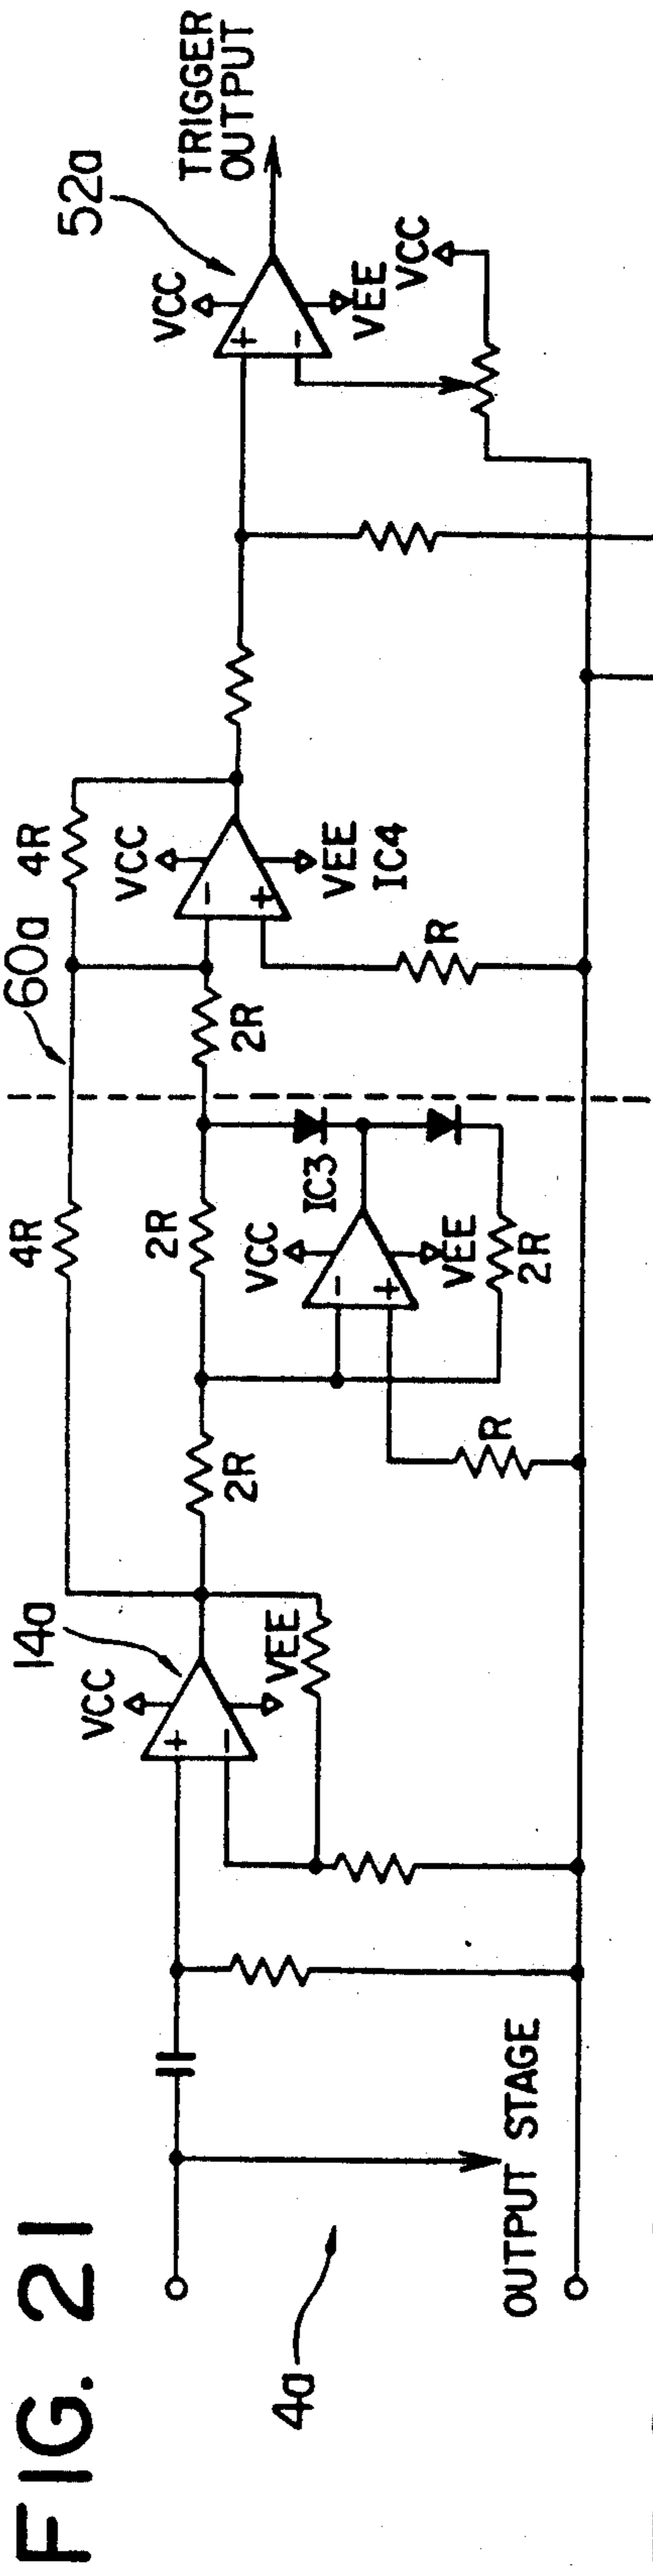 FIG. 21
4a
OUTPUT STAGE
14a
VCC
+
-
VEE
4R
2R
2R
2R
R
IC3
VCC
-
+
VEE
60a
4R
2R
R
VCC
-
+
VEE
IC4
52a
VCC
+
-
VEE
VCC
TRIGGER
OUTPUT